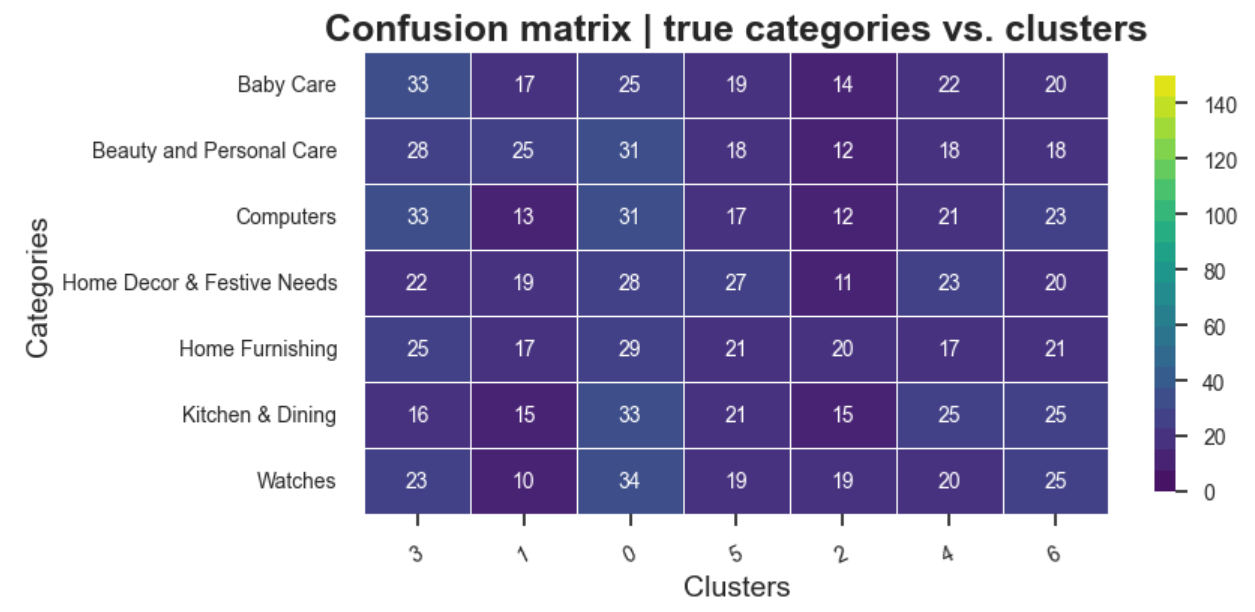 Confusion matrix | true categories vs. clusters
Categories
Baby Care 33 17 25 19 14 22 20
Beauty and Personal Care 28 25 31 18 12 18 18
Computers 33 13 31 17 12 21 23
Home Decor & Festive Needs 22 19 28 27 11 23 20
Home Furnishing 25 17 29 21 20 17 21
Kitchen & Dining 16 15 33 21 15 25 25
Watches 23 10 34 19 19 20 25
3 1 0 5 2 4 6
Clusters
140
120
100
80
60
40
20
0